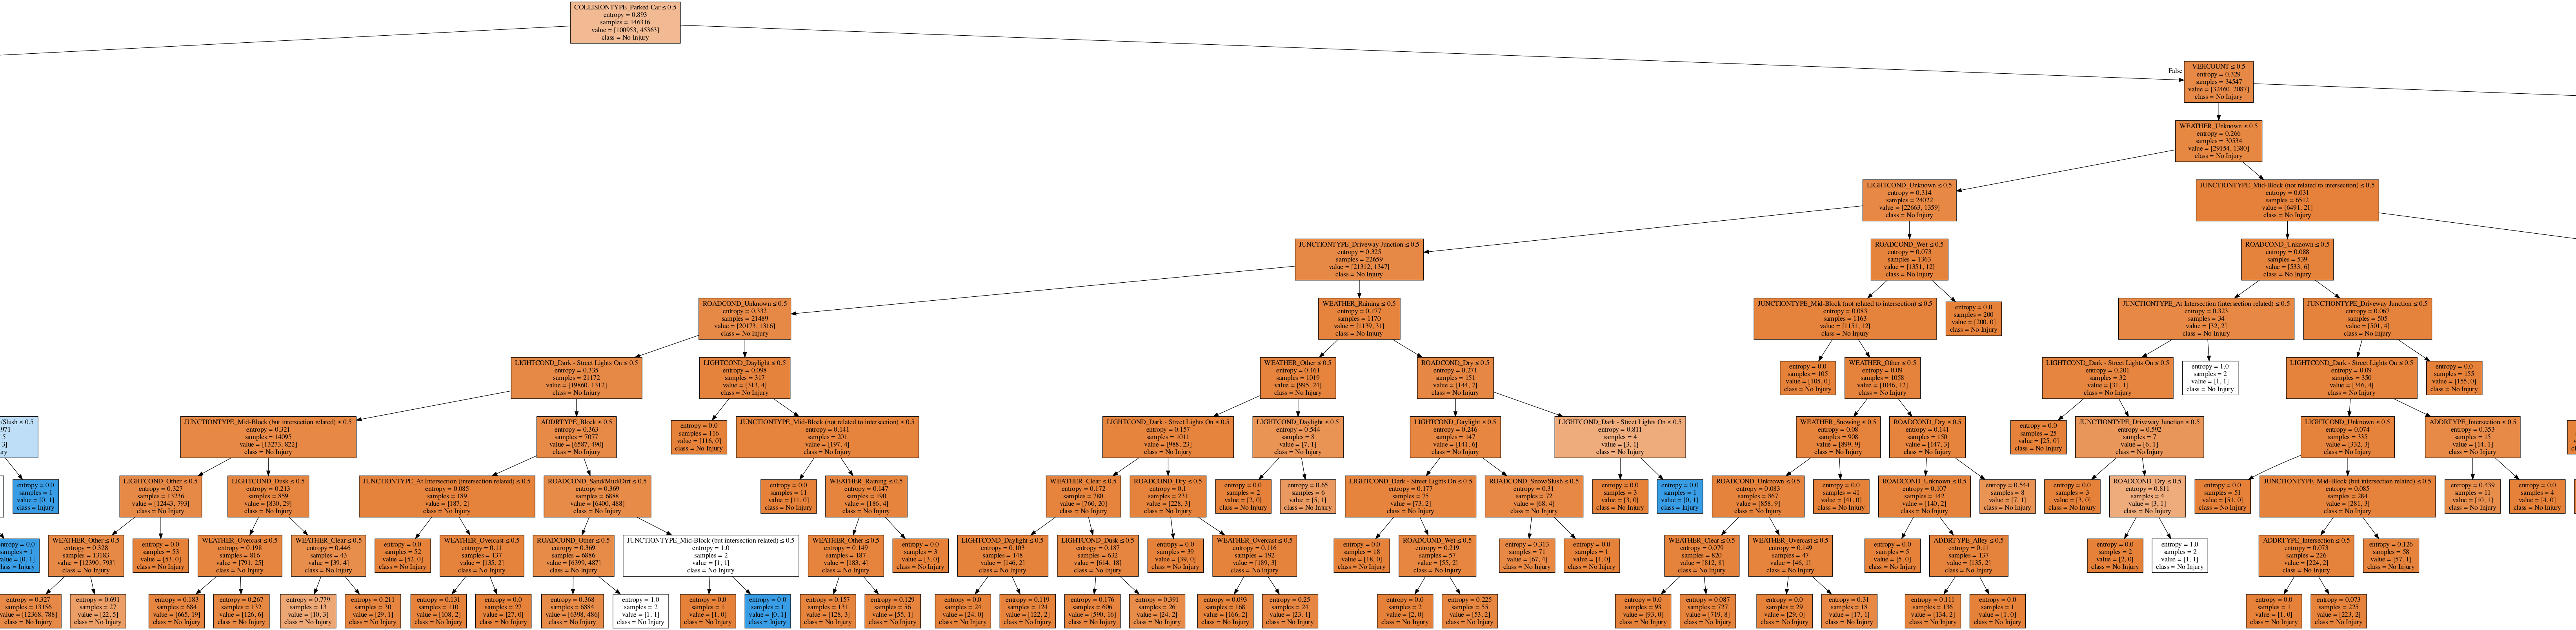 COLLISIONTYPE_Parked Car ≤ 0.5
entropy = 0.893
samples = 146316
value = [100953, 45363]
class = No Injury
False
VEHCOUNT ≤ 0.5
entropy = 0.329
samples = 34547
value = [32460, 2087]
class = No Injury
WEATHER_Unknown ≤ 0.5
entropy = 0.266
samples = 30534
value = [29154, 1380]
class = No Injury
LIGHTCOND_Unknown ≤ 0.5
entropy = 0.314
samples = 24022
value = [22663, 1359]
class = No Injury
JUNCTIONTYPE_Mid-Block (not related to intersection) ≤ 0.5
entropy = 0.031
samples = 6512
value = [6491, 21]
class = No Injury
JUNCTIONTYPE_Driveway Junction ≤ 0.5
entropy = 0.325
samples = 22659
value = [21312, 1347]
class = No Injury
ROADCOND_Wet ≤ 0.5
entropy = 0.073
samples = 1363
value = [1351, 12]
class = No Injury
ROADCOND_Unknown ≤ 0.5
entropy = 0.088
samples = 539
value = [533, 6]
class = No Injury
ROADCOND_Unknown ≤ 0.5
entropy = 0.332
samples = 21489
value = [20173, 1316]
class = No Injury
WEATHER_Raining ≤ 0.5
entropy = 0.177
samples = 1170
value = [1139, 31]
class = No Injury
JUNCTIONTYPE_Mid-Block (not related to intersection) ≤ 0.5
entropy = 0.083
samples = 1163
value = [1151, 12]
class = No Injury
entropy = 0.0
samples = 200
value = [200, 0]
class = No Injury
JUNCTIONTYPE_At Intersection (intersection related) ≤ 0.5
entropy = 0.323
samples = 34
value = [32, 2]
class = No Injury
JUNCTIONTYPE_Driveway Junction ≤ 0.5
entropy = 0.067
samples = 505
value = [501, 4]
class = No Injury
LIGHTCOND_Dark - Street Lights On ≤ 0.5
entropy = 0.335
samples = 21172
value = [19860, 1312]
class = No Injury
LIGHTCOND_Daylight ≤ 0.5
entropy = 0.098
samples = 317
value = [313, 4]
class = No Injury
WEATHER_Other ≤ 0.5
entropy = 0.161
samples = 1019
value = [995, 24]
class = No Injury
ROADCOND_Dry ≤ 0.5
entropy = 0.271
samples = 151
value = [144, 7]
class = No Injury
entropy = 0.0
samples = 105
value = [105, 0]
class = No Injury
WEATHER_Other ≤ 0.5
entropy = 0.09
samples = 1058
value = [1046, 12]
class = No Injury
LIGHTCOND_Dark - Street Lights On ≤ 0.5
entropy = 0.201
samples = 32
value = [31, 1]
class = No Injury
entropy = 1.0
samples = 2
value = [1, 1]
class = No Injury
LIGHTCOND_Dark - Street Lights On ≤ 0.5
entropy = 0.09
samples = 350
value = [346, 4]
class = No Injury
entropy = 0.0
samples = 155
value = [155, 0]
class = No Injury
/Slush ≤ 0.5
971
5
3]
ury
JUNCTIONTYPE_Mid-Block (but intersection related) ≤ 0.5
entropy = 0.321
samples = 14095
value = [13273, 822]
class = No Injury
ADDRTYPE_Block ≤ 0.5
entropy = 0.363
samples = 7077
value = [6587, 490]
class = No Injury
entropy = 0.0
samples = 116
value = [116, 0]
class = No Injury
JUNCTIONTYPE_Mid-Block (not related to intersection) ≤ 0.5
entropy = 0.141
samples = 201
value = [197, 4]
class = No Injury
LIGHTCOND_Dark - Street Lights On ≤ 0.5
entropy = 0.157
samples = 1011
value = [988, 23]
class = No Injury
LIGHTCOND_Daylight ≤ 0.5
entropy = 0.544
samples = 8
value = [7, 1]
class = No Injury
LIGHTCOND_Daylight ≤ 0.5
entropy = 0.246
samples = 147
value = [141, 6]
class = No Injury
LIGHTCOND_Dark - Street Lights On ≤ 0.5
entropy = 0.811
samples = 4
value = [3, 1]
class = No Injury
WEATHER_Snowing ≤ 0.5
entropy = 0.08
samples = 908
value = [899, 9]
class = No Injury
ROADCOND_Dry ≤ 0.5
entropy = 0.141
samples = 150
value = [147, 3]
class = No Injury
entropy = 0.0
samples = 25
value = [25, 0]
class = No Injury
JUNCTIONTYPE_Driveway Junction ≤ 0.5
entropy = 0.592
samples = 7
value = [6, 1]
class = No Injury
LIGHTCOND_Unknown ≤ 0.5
entropy = 0.074
samples = 335
value = [332, 3]
class = No Injury
ADDRTYPE_Intersection ≤ 0.5
entropy = 0.353
samples = 15
value = [14, 1]
class = No Injury
entropy = 0.0
samples = 1
value = [0, 1]
class = Injury
LIGHTCOND_Other ≤ 0.5
entropy = 0.327
samples = 13236
value = [12443, 793]
class = No Injury
LIGHTCOND_Dusk ≤ 0.5
entropy = 0.213
samples = 859
value = [830, 29]
class = No Injury
JUNCTIONTYPE_At Intersection (intersection related) ≤ 0.5
entropy = 0.085
samples = 189
value = [187, 2]
class = No Injury
ROADCOND_Sand/Mud/Dirt ≤ 0.5
entropy = 0.369
samples = 6888
value = [6400, 488]
class = No Injury
entropy = 0.0
samples = 11
value = [11, 0]
class = No Injury
WEATHER_Raining ≤ 0.5
entropy = 0.147
samples = 190
value = [186, 4]
class = No Injury
WEATHER_Clear ≤ 0.5
entropy = 0.172
samples = 780
value = [760, 20]
class = No Injury
ROADCOND_Dry ≤ 0.5
entropy = 0.1
samples = 231
value = [228, 3]
class = No Injury
entropy = 0.0
samples = 2
value = [2, 0]
class = No Injury
entropy = 0.65
samples = 6
value = [5, 1]
class = No Injury
LIGHTCOND_Dark - Street Lights On ≤ 0.5
entropy = 0.177
samples = 75
value = [73, 2]
class = No Injury
ROADCOND_Snow/Slush ≤ 0.5
entropy = 0.31
samples = 72
value = [68, 4]
class = No Injury
entropy = 0.0
samples = 3
value = [3, 0]
class = No Injury
entropy = 0.0
samples = 1
value = [0, 1]
class = Injury
ROADCOND_Unknown ≤ 0.5
entropy = 0.083
samples = 867
value = [858, 9]
class = No Injury
entropy = 0.0
samples = 41
value = [41, 0]
class = No Injury
ROADCOND_Unknown ≤ 0.5
entropy = 0.107
samples = 142
value = [140, 2]
class = No Injury
entropy = 0.544
samples = 8
value = [7, 1]
class = No Injury
entropy = 0.0
samples = 3
value = [3, 0]
class = No Injury
ROADCOND_Dry ≤ 0.5
entropy = 0.811
samples = 4
value = [3, 1]
class = No Injury
entropy = 0.0
samples = 51
value = [51, 0]
class = No Injury
JUNCTIONTYPE_Mid-Block (but intersection related) ≤ 0.5
entropy = 0.085
samples = 284
value = [281, 3]
class = No Injury
entropy = 0.439
samples = 11
value = [10, 1]
class = No Injury
entropy = 0.0
samples = 4
value = [4, 0]
class = No Injury
entropy = 0.0
samples = 1
value = [0, 1]
class = Injury
WEATHER_Other ≤ 0.5
entropy = 0.328
samples = 13183
value = [12390, 793]
class = No Injury
entropy = 0.0
samples = 53
value = [53, 0]
class = No Injury
WEATHER_Overcast ≤ 0.5
entropy = 0.198
samples = 816
value = [791, 25]
class = No Injury
WEATHER_Clear ≤ 0.5
entropy = 0.446
samples = 43
value = [39, 4]
class = No Injury
entropy = 0.0
samples = 52
value = [52, 0]
class = No Injury
WEATHER_Overcast ≤ 0.5
entropy = 0.11
samples = 137
value = [135, 2]
class = No Injury
ROADCOND_Other ≤ 0.5
entropy = 0.369
samples = 6886
value = [6399, 487]
class = No Injury
JUNCTIONTYPE_Mid-Block (but intersection related) ≤ 0.5
entropy = 1.0
samples = 2
value = [1, 1]
class = No Injury
WEATHER_Other ≤ 0.5
entropy = 0.149
samples = 187
value = [183, 4]
class = No Injury
entropy = 0.0
samples = 3
value = [3, 0]
class = No Injury
LIGHTCOND_Daylight ≤ 0.5
entropy = 0.103
samples = 148
value = [146, 2]
class = No Injury
LIGHTCOND_Dusk ≤ 0.5
entropy = 0.187
samples = 632
value = [614, 18]
class = No Injury
entropy = 0.0
samples = 39
value = [39, 0]
class = No Injury
WEATHER_Overcast ≤ 0.5
entropy = 0.116
samples = 192
value = [189, 3]
class = No Injury
entropy = 0.0
samples = 18
value = [18, 0]
class = No Injury
ROADCOND_Wet ≤ 0.5
entropy = 0.219
samples = 57
value = [55, 2]
class = No Injury
entropy = 0.313
samples = 71
value = [67, 4]
class = No Injury
entropy = 0.0
samples = 1
value = [1, 0]
class = No Injury
WEATHER_Clear ≤ 0.5
entropy = 0.079
samples = 820
value = [812, 8]
class = No Injury
WEATHER_Overcast ≤ 0.5
entropy = 0.149
samples = 47
value = [46, 1]
class = No Injury
entropy = 0.0
samples = 5
value = [5, 0]
class = No Injury
ADDRTYPE_Alley ≤ 0.5
entropy = 0.11
samples = 137
value = [135, 2]
class = No Injury
entropy = 0.0
samples = 2
value = [2, 0]
class = No Injury
entropy = 1.0
samples = 2
value = [1, 1]
class = No Injury
ADDRTYPE_Intersection ≤ 0.5
entropy = 0.073
samples = 226
value = [224, 2]
class = No Injury
entropy = 0.126
samples = 58
value = [57, 1]
class = No Injury
entropy = 0.327
samples = 13156
value = [12368, 788]
class = No Injury
entropy = 0.691
samples = 27
value = [22, 5]
class = No Injury
entropy = 0.183
samples = 684
value = [665, 19]
class = No Injury
entropy = 0.267
samples = 132
value = [126, 6]
class = No Injury
entropy = 0.779
samples = 13
value = [10, 3]
class = No Injury
entropy = 0.211
samples = 30
value = [29, 1]
class = No Injury
entropy = 0.131
samples = 110
value = [108, 2]
class = No Injury
entropy = 0.0
samples = 27
value = [27, 0]
class = No Injury
entropy = 0.368
samples = 6884
value = [6398, 486]
class = No Injury
entropy = 1.0
samples = 2
value = [1, 1]
class = No Injury
entropy = 0.0
samples = 1
value = [1, 0]
class = No Injury
entropy = 0.0
samples = 1
value = [0, 1]
class = Injury
entropy = 0.157
samples = 131
value = [128, 3]
class = No Injury
entropy = 0.129
samples = 56
value = [55, 1]
class = No Injury
entropy = 0.0
samples = 24
value = [24, 0]
class = No Injury
entropy = 0.119
samples = 124
value = [122, 2]
class = No Injury
entropy = 0.176
samples = 606
value = [590, 16]
class = No Injury
entropy = 0.391
samples = 26
value = [24, 2]
class = No Injury
entropy = 0.093
samples = 168
value = [166, 2]
class = No Injury
entropy = 0.25
samples = 24
value = [23, 1]
class = No Injury
entropy = 0.0
samples = 2
value = [2, 0]
class = No Injury
entropy = 0.225
samples = 55
value = [53, 2]
class = No Injury
entropy = 0.0
samples = 93
value = [93, 0]
class = No Injury
entropy = 0.087
samples = 727
value = [719, 8]
class = No Injury
entropy = 0.0
samples = 29
value = [29, 0]
class = No Injury
entropy = 0.31
samples = 18
value = [17, 1]
class = No Injury
entropy = 0.111
samples = 136
value = [134, 2]
class = No Injury
entropy = 0.0
samples = 1
value = [1, 0]
class = No Injury
entropy = 0.0
samples = 1
value = [1, 0]
class = No Injury
entropy = 0.073
samples = 225
value = [223, 2]
class = No Injury